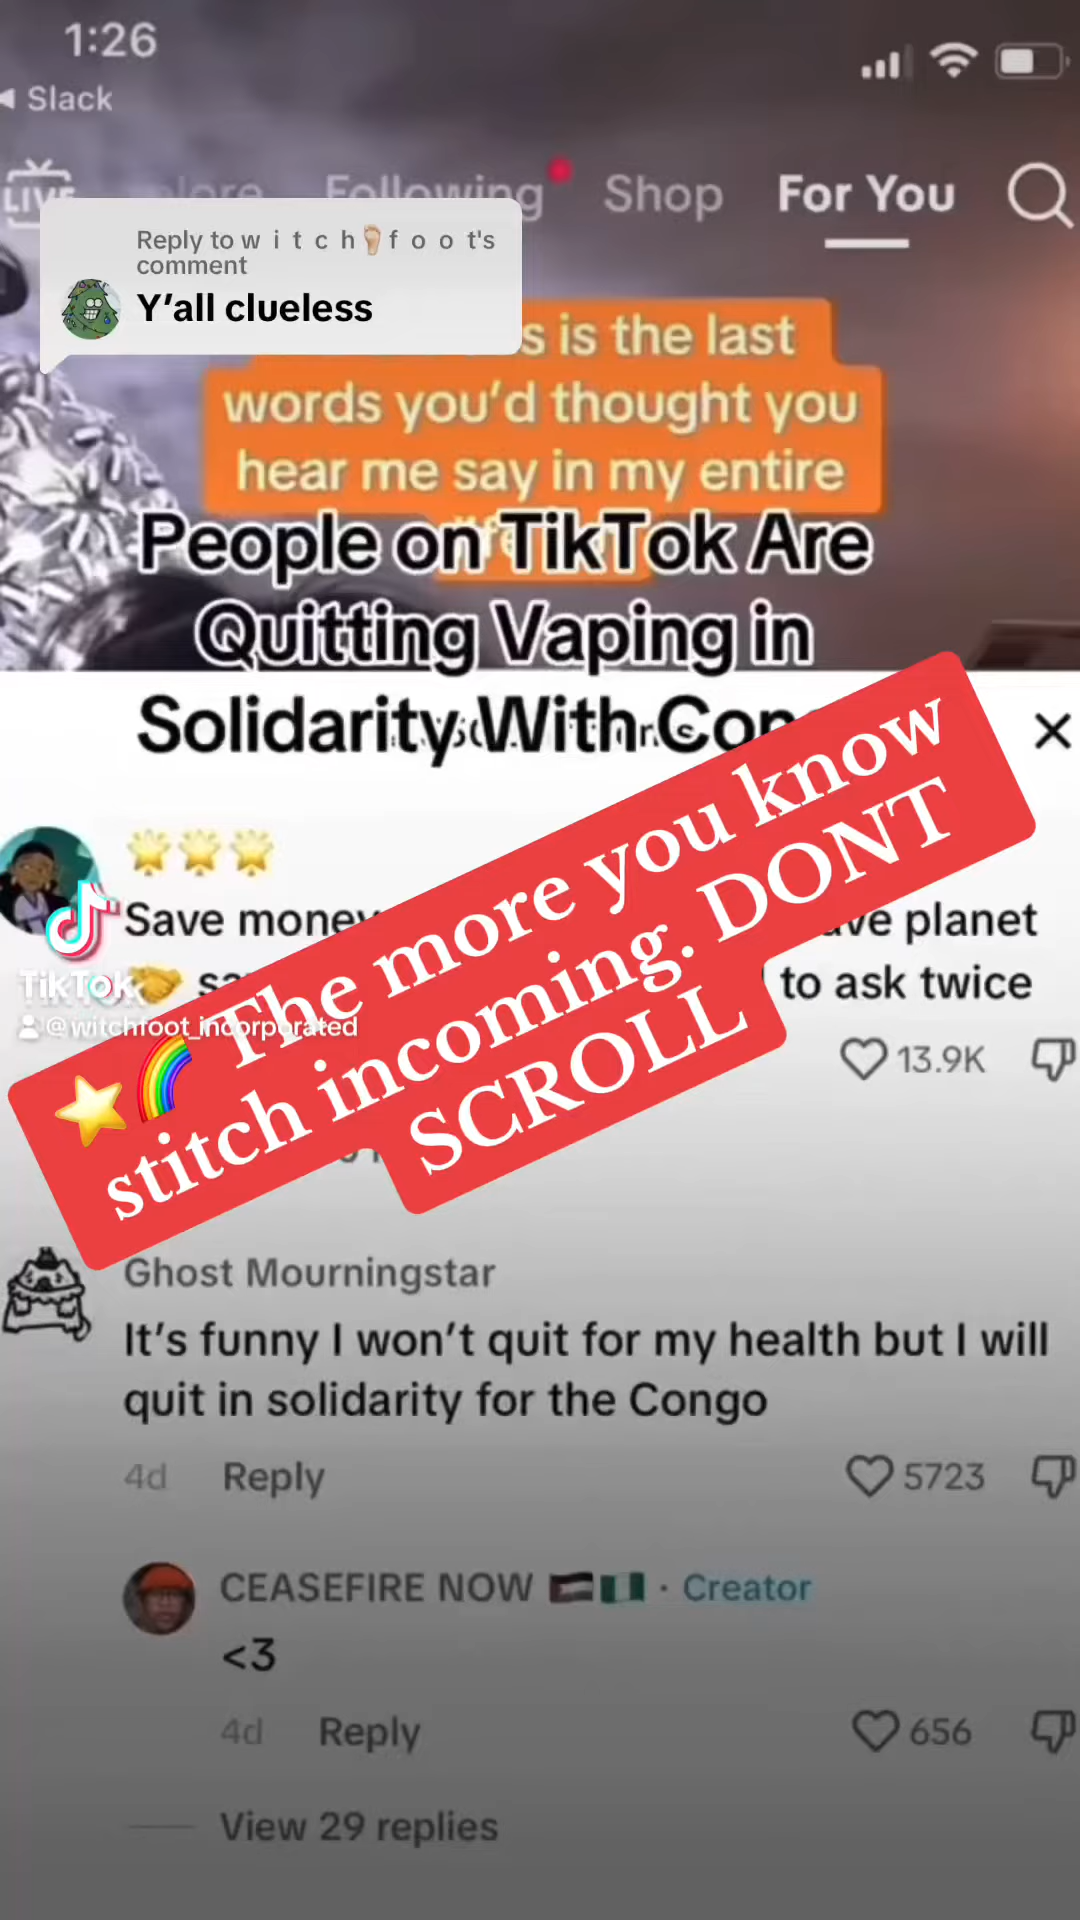 1:26
Slack
LIVE
Following
Shop
For You
Reply to w i t c h🦶🏼f o o t's
comment
Y’all clueless
s is the last
words you’d thought you
hear me say in my entire
People on TikTok Are
Quitting Vaping in
Solidarity With Con
🌟🌟🌟
Save money
ve planet
to ask twice
TikTok
@witchfoot_incorporated
13.9K
⭐🌈 The more you know
stitch incoming. DONT
SCROLL
Ghost Mourningstar
It’s funny I won’t quit for my health but I will
quit in solidarity for the Congo
4d Reply 5723
CEASEFIRE NOW 🇵🇸🇳🇬 · Creator
<3
4d Reply 656
View 29 replies